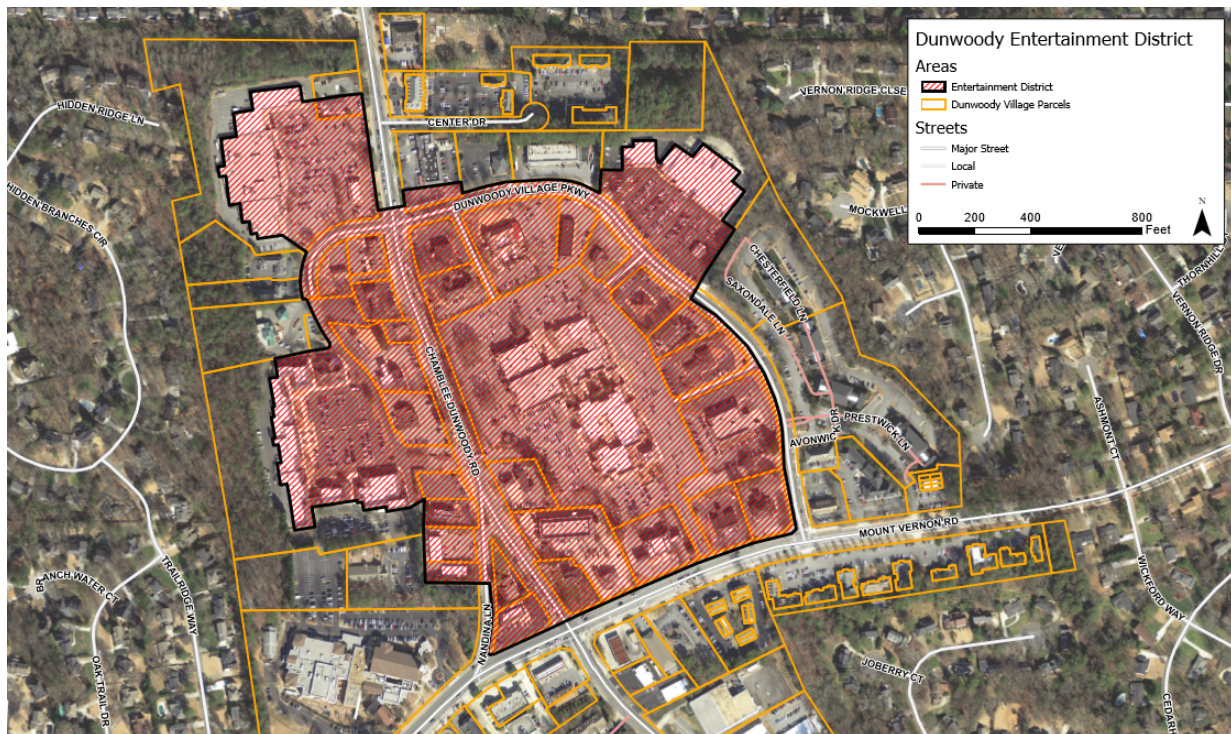 Dunwoody Entertainment District
Areas
Entertainment District
Dunwoody Village Parcels
Streets
Major Street
Local
Private
N
0 200 400 800
Feet
HIDDEN RIDGE LN
HIDDEN BRANCHES CIR
CENTER DR
DUNWOODY VILLAGE PKWY
VERNON RIDGE CLSE
MOCKWELL
THORNHILL
VERNON RIDGE DR
CHESTERFIELD LN
SAXONDALE LN
CHAMBLEE DUNWOODY RD
PRESTWICK LN
AVONWICK DR
ASHMONT CT
MOUNT VERNON RD
WICKFORD WAY
TRAILRIDGE WAY
BRANCH WATER CT
OAK TRAIL DR
NANDINA LN
JOBERRY CT
CEDARH